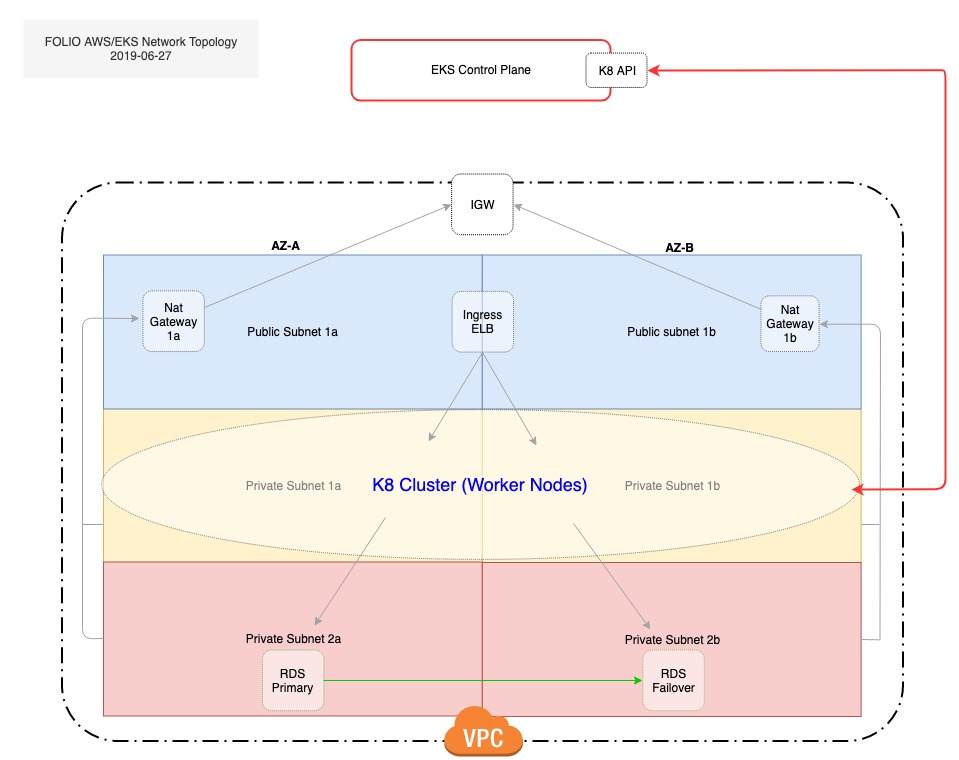 FOLIO AWS/EKS Network Topology
2019-06-27
EKS Control Plane
K8 API
IGW
AZ-A
AZ-B
Nat
Gateway
1a
Public Subnet 1a
Ingress
ELB
Public subnet 1b
Nat
Gateway
1b
Private Subnet 1a
K8 Cluster (Worker Nodes)
Private Subnet 1b
Private Subnet 2a
Private Subnet 2b
RDS
Primary
RDS
Failover
VPC